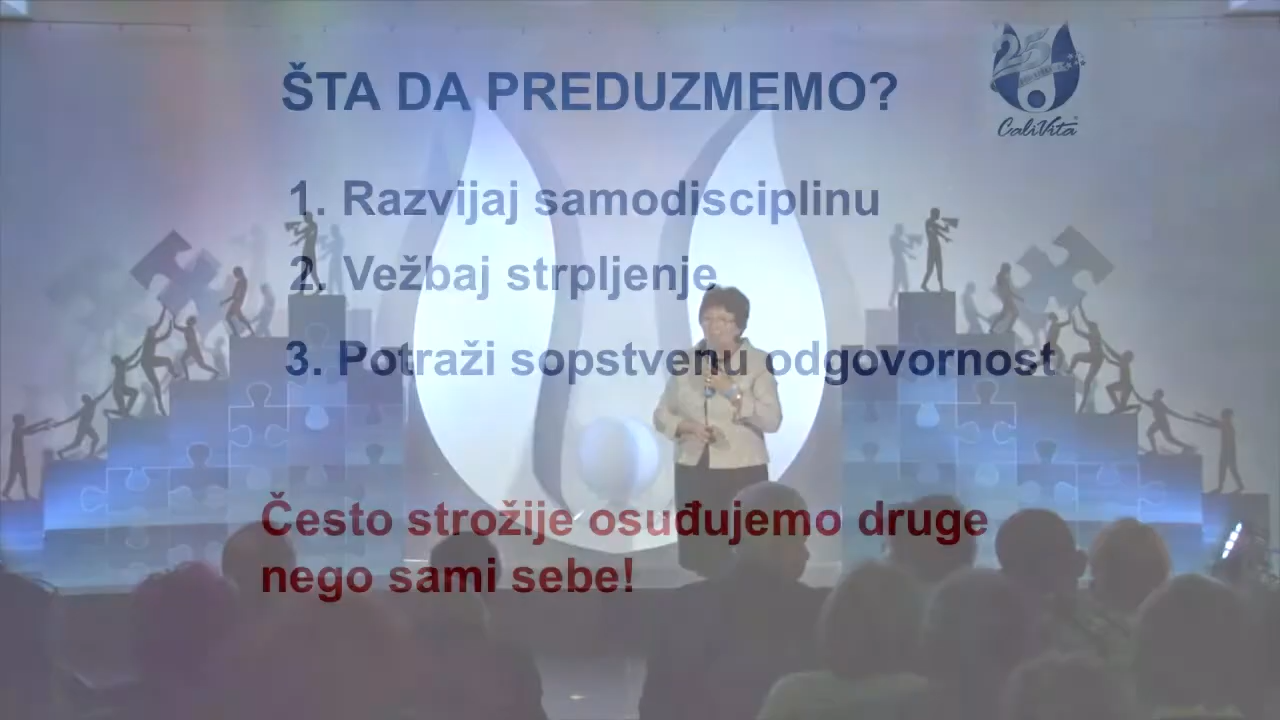 ŠTA DA PREDUZMEMO?
25
CaliVita
1. Razvijaj samodisciplinu
2. Vežbaj strpljenje
3. Potraži sopstvenu odgovornost
Često strožije osuđujemo druge
nego sami sebe!